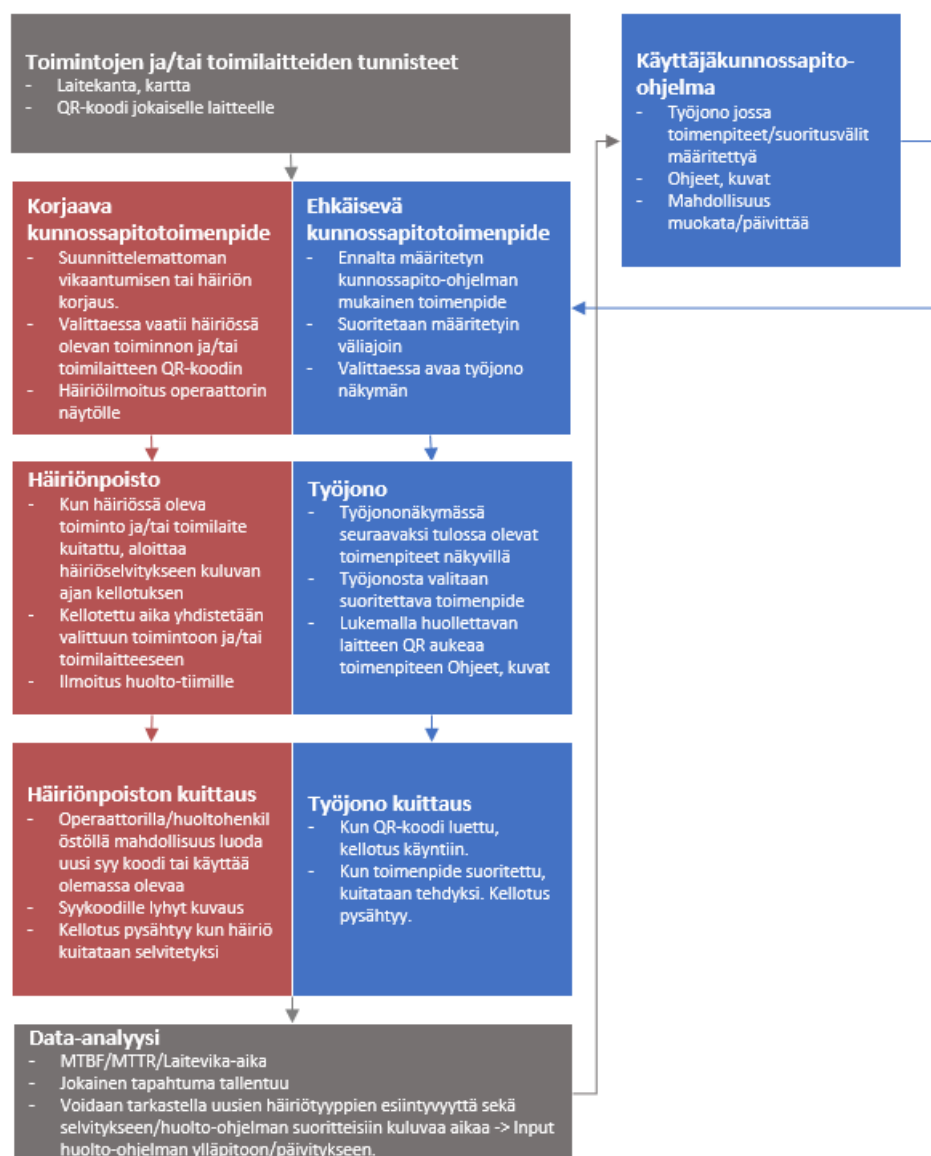 Toimintojen ja/tai toimilaitteiden tunnisteet
- Laitekanta, kartta
- QR-koodi jokaiselle laitteelle
Käyttäjäkunnossapito-
ohjelma
- Työjono jossa
toimenpiteet/suoritusvälit
määritettyä
- Ohjeet, kuvat
- Mahdollisuus
muokata/päivittää
Korjaava
kunnossapitotoimenpide
- Suunnittelemattoman
vikaantumisen tai häiriön
korjaus.
- Valittaessa vaatii häiriössä
olevan toiminnon ja/tai
toimilaitteen QR-koodin
- Häiriöilmoitus operaattorin
näytölle
Ehkäisevä
kunnossapitotoimenpide
- Ennalta määritetyn
kunnossapito-ohjelman
mukainen toimenpide
- Suoritetaan määritetyin
väliajoin
- Valittaessa avaa työjono
näkymän
Häiriönpoisto
- Kun häiriössä oleva
toiminto ja/tai toimilaite
kuitattu, aloittaa
häiriöselvitykseen kuluvan
ajan kellotuksen
- Kellotettu aika yhdistetään
valittuun toimintoon ja/tai
toimilaitteeseen
- Ilmoitus huolto-tiimille
Työjono
- Työjononäkymässä
seuraavaksi tulossa olevat
toimenpiteet näkyvillä
- Työjonosta valitaan
suoritettava toimenpide
- Lukemalla huollettavan
laitteen QR aukeaa
toimenpiteen Ohjeet, kuvat
Häiriönpoiston kuittaus
- Operaattorilla/huoltohenkil
östöllä mahdollisuus luoda
uusi syy koodi tai käyttää
olemassa olevaa
- Syykoodille lyhyt kuvaus
- Kellotus pysähtyy kun häiriö
kuitataan selvitetyksi
Työjono kuittaus
- Kun QR-koodi luettu,
kellotus käyntiin.
- Kun toimenpide suoritettu,
kuitataan tehdyksi. Kellotus
pysähtyy.
Data-analyysi
- MTBF/MTTR/Laitevika-aika
- Jokainen tapahtuma tallentuu
- Voidaan tarkastella uusien häiriötyyppien esiintyvyyttä sekä
selvitykseen/huolto-ohjelman suoritteisiin kuluvaa aikaa -> Input
huolto-ohjelman ylläpitoon/päivitykseen.